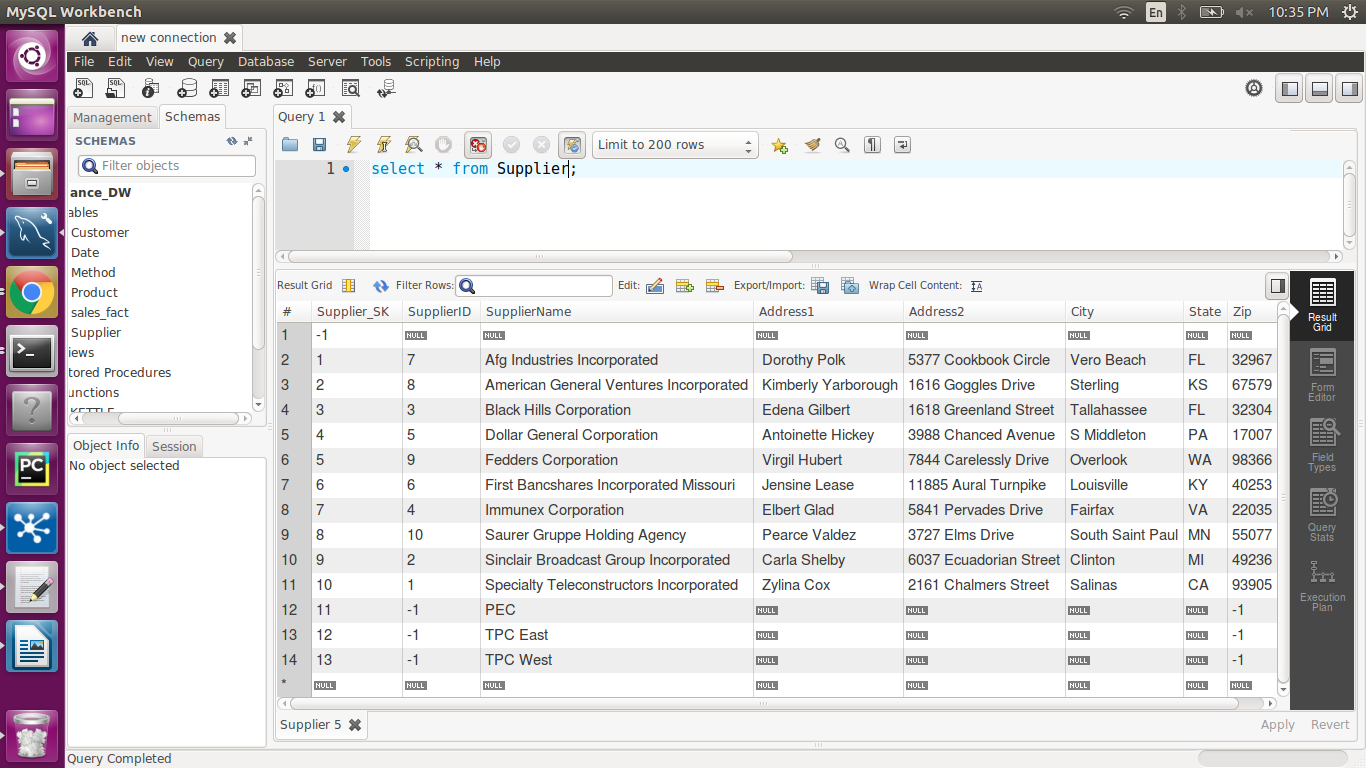 MySQL Workbench En 10:35 PM
new connection
File Edit View Query Database Server Tools Scripting Help
Management Schemas
SCHEMAS
Filter objects
ance_DW
ables
Customer
Date
Method
Product
sales_fact
Supplier
iews
tored Procedures
unctions
Object Info Session
No object selected
Query 1
Limit to 200 rows
1 select * from Supplier;
Result Grid Filter Rows: Edit: Export/Import: Wrap Cell Content: IA
# Supplier_SK SupplierID SupplierName Address1 Address2 City State Zip
1 -1 NULL NULL NULL NULL NULL NULL NULL
2 1 7 Afg Industries Incorporated Dorothy Polk 5377 Cookbook Circle Vero Beach FL 32967
3 2 8 American General Ventures Incorporated Kimberly Yarborough 1616 Goggles Drive Sterling KS 67579
4 3 3 Black Hills Corporation Edena Gilbert 1618 Greenland Street Tallahassee FL 32304
5 4 5 Dollar General Corporation Antoinette Hickey 3988 Chanced Avenue S Middleton PA 17007
6 5 9 Fedders Corporation Virgil Hubert 7844 Carelessly Drive Overlook WA 98366
7 6 6 First Bancshares Incorporated Missouri Jensine Lease 11885 Aural Turnpike Louisville KY 40253
8 7 4 Immunex Corporation Elbert Glad 5841 Pervades Drive Fairfax VA 22035
9 8 10 Saurer Gruppe Holding Agency Pearce Valdez 3727 Elms Drive South Saint Paul MN 55077
10 9 2 Sinclair Broadcast Group Incorporated Carla Shelby 6037 Ecuadorian Street Clinton MI 49236
11 10 1 Specialty Teleconstructors Incorporated Zylina Cox 2161 Chalmers Street Salinas CA 93905
12 11 -1 PEC NULL NULL NULL NULL -1
13 12 -1 TPC East NULL NULL NULL NULL -1
14 13 -1 TPC West NULL NULL NULL NULL -1
* NULL NULL NULL NULL NULL NULL NULL NULL
Result
Grid
Form
Editor
Field
Types
Query
Stats
Execution
Plan
PC
Supplier 5 Apply Revert
Query Completed